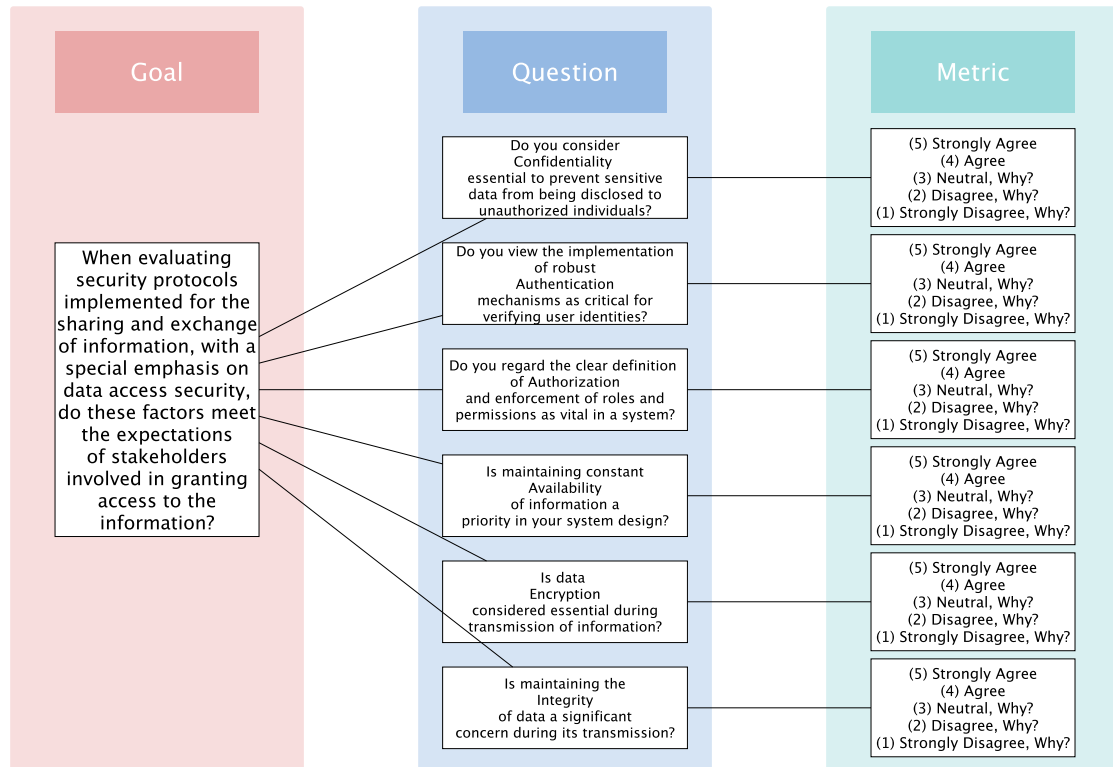 Goal
Question
Metric
When evaluating
security protocols
implemented for the
sharing and exchange
of information, with a
special emphasis on
data access security,
do these factors meet
the expectations
of stakeholders
involved in granting
access to the
information?
Do you consider
Confidentiality
essential to prevent sensitive
data from being disclosed to
unauthorized individuals?
(5) Strongly Agree
(4) Agree
(3) Neutral, Why?
(2) Disagree, Why?
(1) Strongly Disagree, Why?
Do you view the implementation
of robust
Authentication
mechanisms as critical for
verifying user identities?
(5) Strongly Agree
(4) Agree
(3) Neutral, Why?
(2) Disagree, Why?
(1) Strongly Disagree, Why?
Do you regard the clear definition
of Authorization
and enforcement of roles and
permissions as vital in a system?
(5) Strongly Agree
(4) Agree
(3) Neutral, Why?
(2) Disagree, Why?
(1) Strongly Disagree, Why?
Is maintaining constant
Availability
of information a
priority in your system design?
(5) Strongly Agree
(4) Agree
(3) Neutral, Why?
(2) Disagree, Why?
(1) Strongly Disagree, Why?
Is data
Encryption
considered essential during
transmission of information?
(5) Strongly Agree
(4) Agree
(3) Neutral, Why?
(2) Disagree, Why?
(1) Strongly Disagree, Why?
Is maintaining the
Integrity
of data a significant
concern during its transmission?
(5) Strongly Agree
(4) Agree
(3) Neutral, Why?
(2) Disagree, Why?
(1) Strongly Disagree, Why?